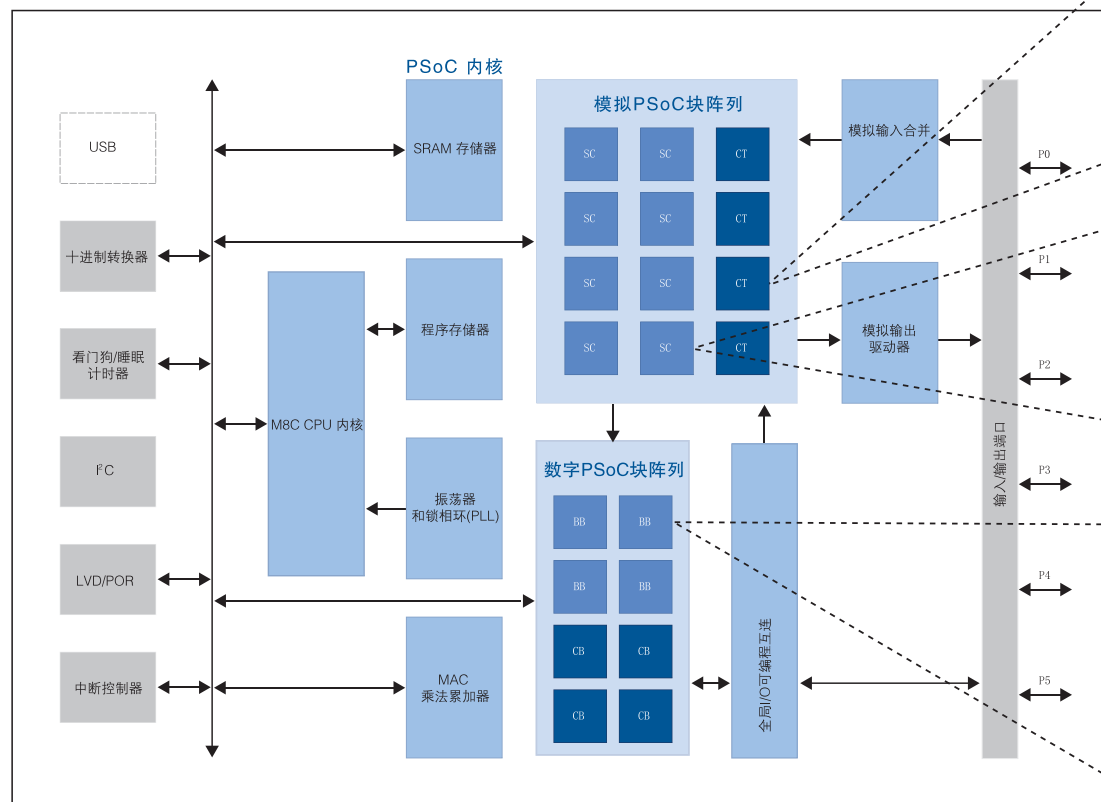 PSoC 内核
USB
十进制转换器
看门狗/睡眠
计时器
I²C
LVD/POR
中断控制器
M8C CPU 内核
SRAM 存储器
程序存储器
振荡器
和锁相环(PLL)
MAC
乘法累加器
模拟PSoC块阵列
SC
SC
CT
SC
SC
CT
SC
SC
CT
SC
SC
CT
数字PSoC块阵列
BB
BB
BB
BB
CB
CB
CB
CB
全局I/O可编程互连
模拟输入合并
模拟输出
驱动器
输入/输出端口
P0
P1
P2
P3
P4
P5